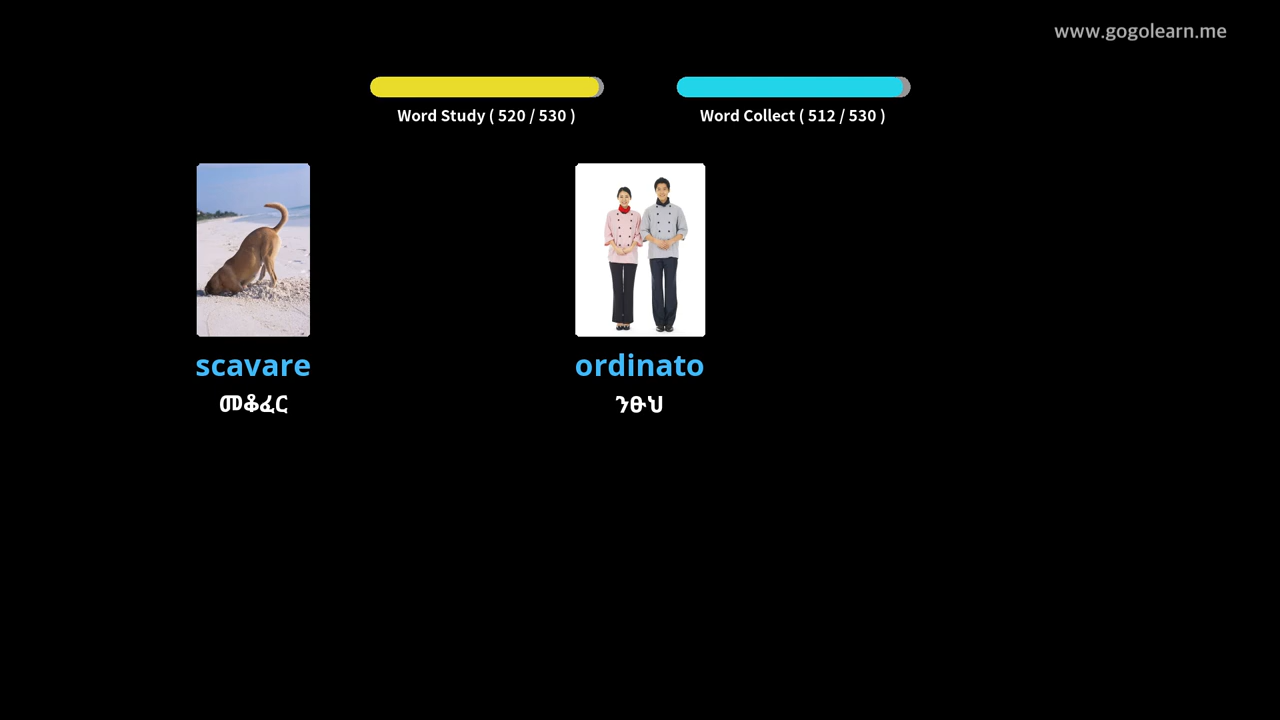 www.gogolearn.me
Word Study ( 520 / 530 )
Word Collect ( 512 / 530 )
scavare
ordinato
መቆፈር
ንፁህ